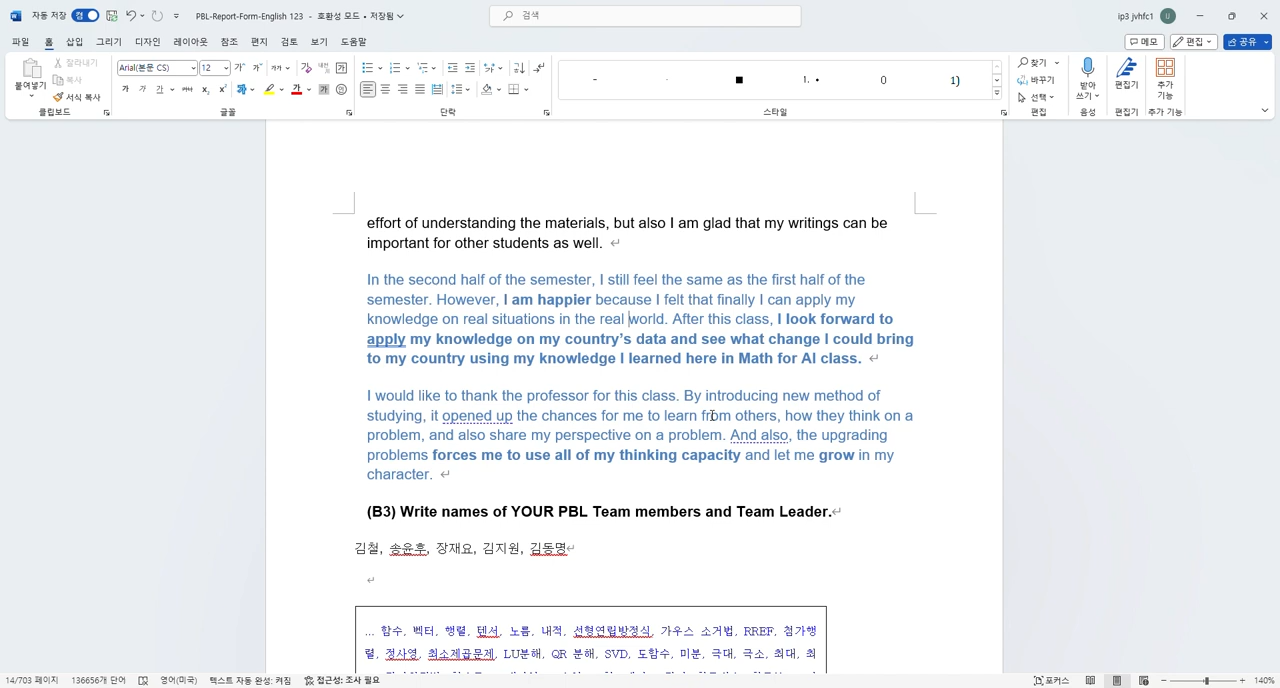 자동 저장 켬 PBL-Report-Form-English 123 - 호환성 모드 • 저장됨 검색 ip3 jvhfc1
파일 홈 삽입 그리기 디자인 레이아웃 참조 편지 검토 보기 도움말 메모 편집 공유
붙여넣기 잘라내기 복사 서식 복사
클립보드
Arial(본문 CS) 12
글꼴
단락
1. • 0 1)
스타일
찾기 바꾸기 선택
편집
받아쓰기
음성
편집기
편집기
추가 기능
추가 기능
effort of understanding the materials, but also I am glad that my writings can be
important for other students as well.
In the second half of the semester, I still feel the same as the first half of the
semester. However, I am happier because I felt that finally I can apply my
knowledge on real situations in the real world. After this class, I look forward to
apply my knowledge on my country's data and see what change I could bring
to my country using my knowledge I learned here in Math for AI class.
I would like to thank the professor for this class. By introducing new method of
studying, it opened up the chances for me to learn from others, how they think on a
problem, and also share my perspective on a problem. And also, the upgrading
problems forces me to use all of my thinking capacity and let me grow in my
character.
(B3) Write names of YOUR PBL Team members and Team Leader.
김철, 송윤후, 장재요, 김지원, 김동명
... 함수, 벡터, 행렬, 텐서, 노름, 내적, 선형연립방정식, 가우스 소거법, RREF, 첨가행
렬, 정사영, 최소제곱문제, LU분해, QR 분해, SVD, 도함수, 미분, 극대, 극소, 최대, 최
14/703 페이지 136656개 단어 영어(미국) 텍스트 자동 완성: 켜짐 접근성: 조사 필요 포커스 140%